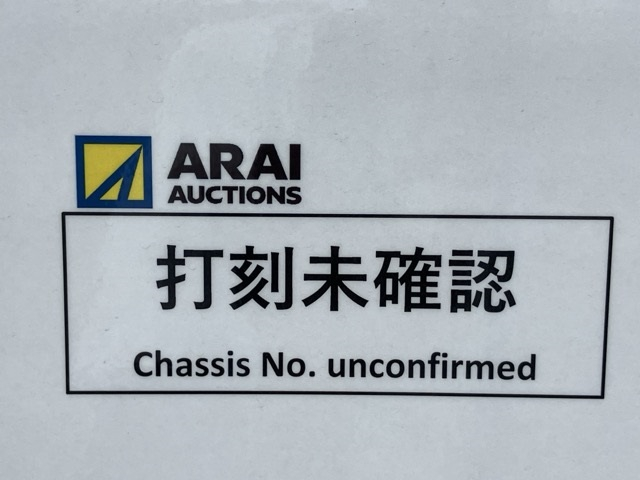 ARAI
AUCTIONS
打刻未確認
Chassis No. unconfirmed